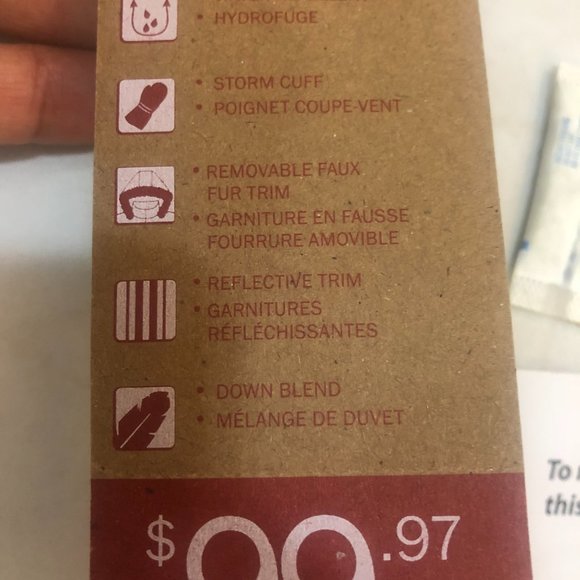 HYDROFUGE
STORM CUFF
POIGNET COUPE-VENT
REMOVABLE FAUX
FUR TRIM
GARNITURE EN FAUSSE
FOURRURE AMOVIBLE
REFLECTIVE TRIM
GARNITURES
RÉFLÉCHISSANTES
DOWN BLEND
MÉLANGE DE DUVET
$99.97
To
this